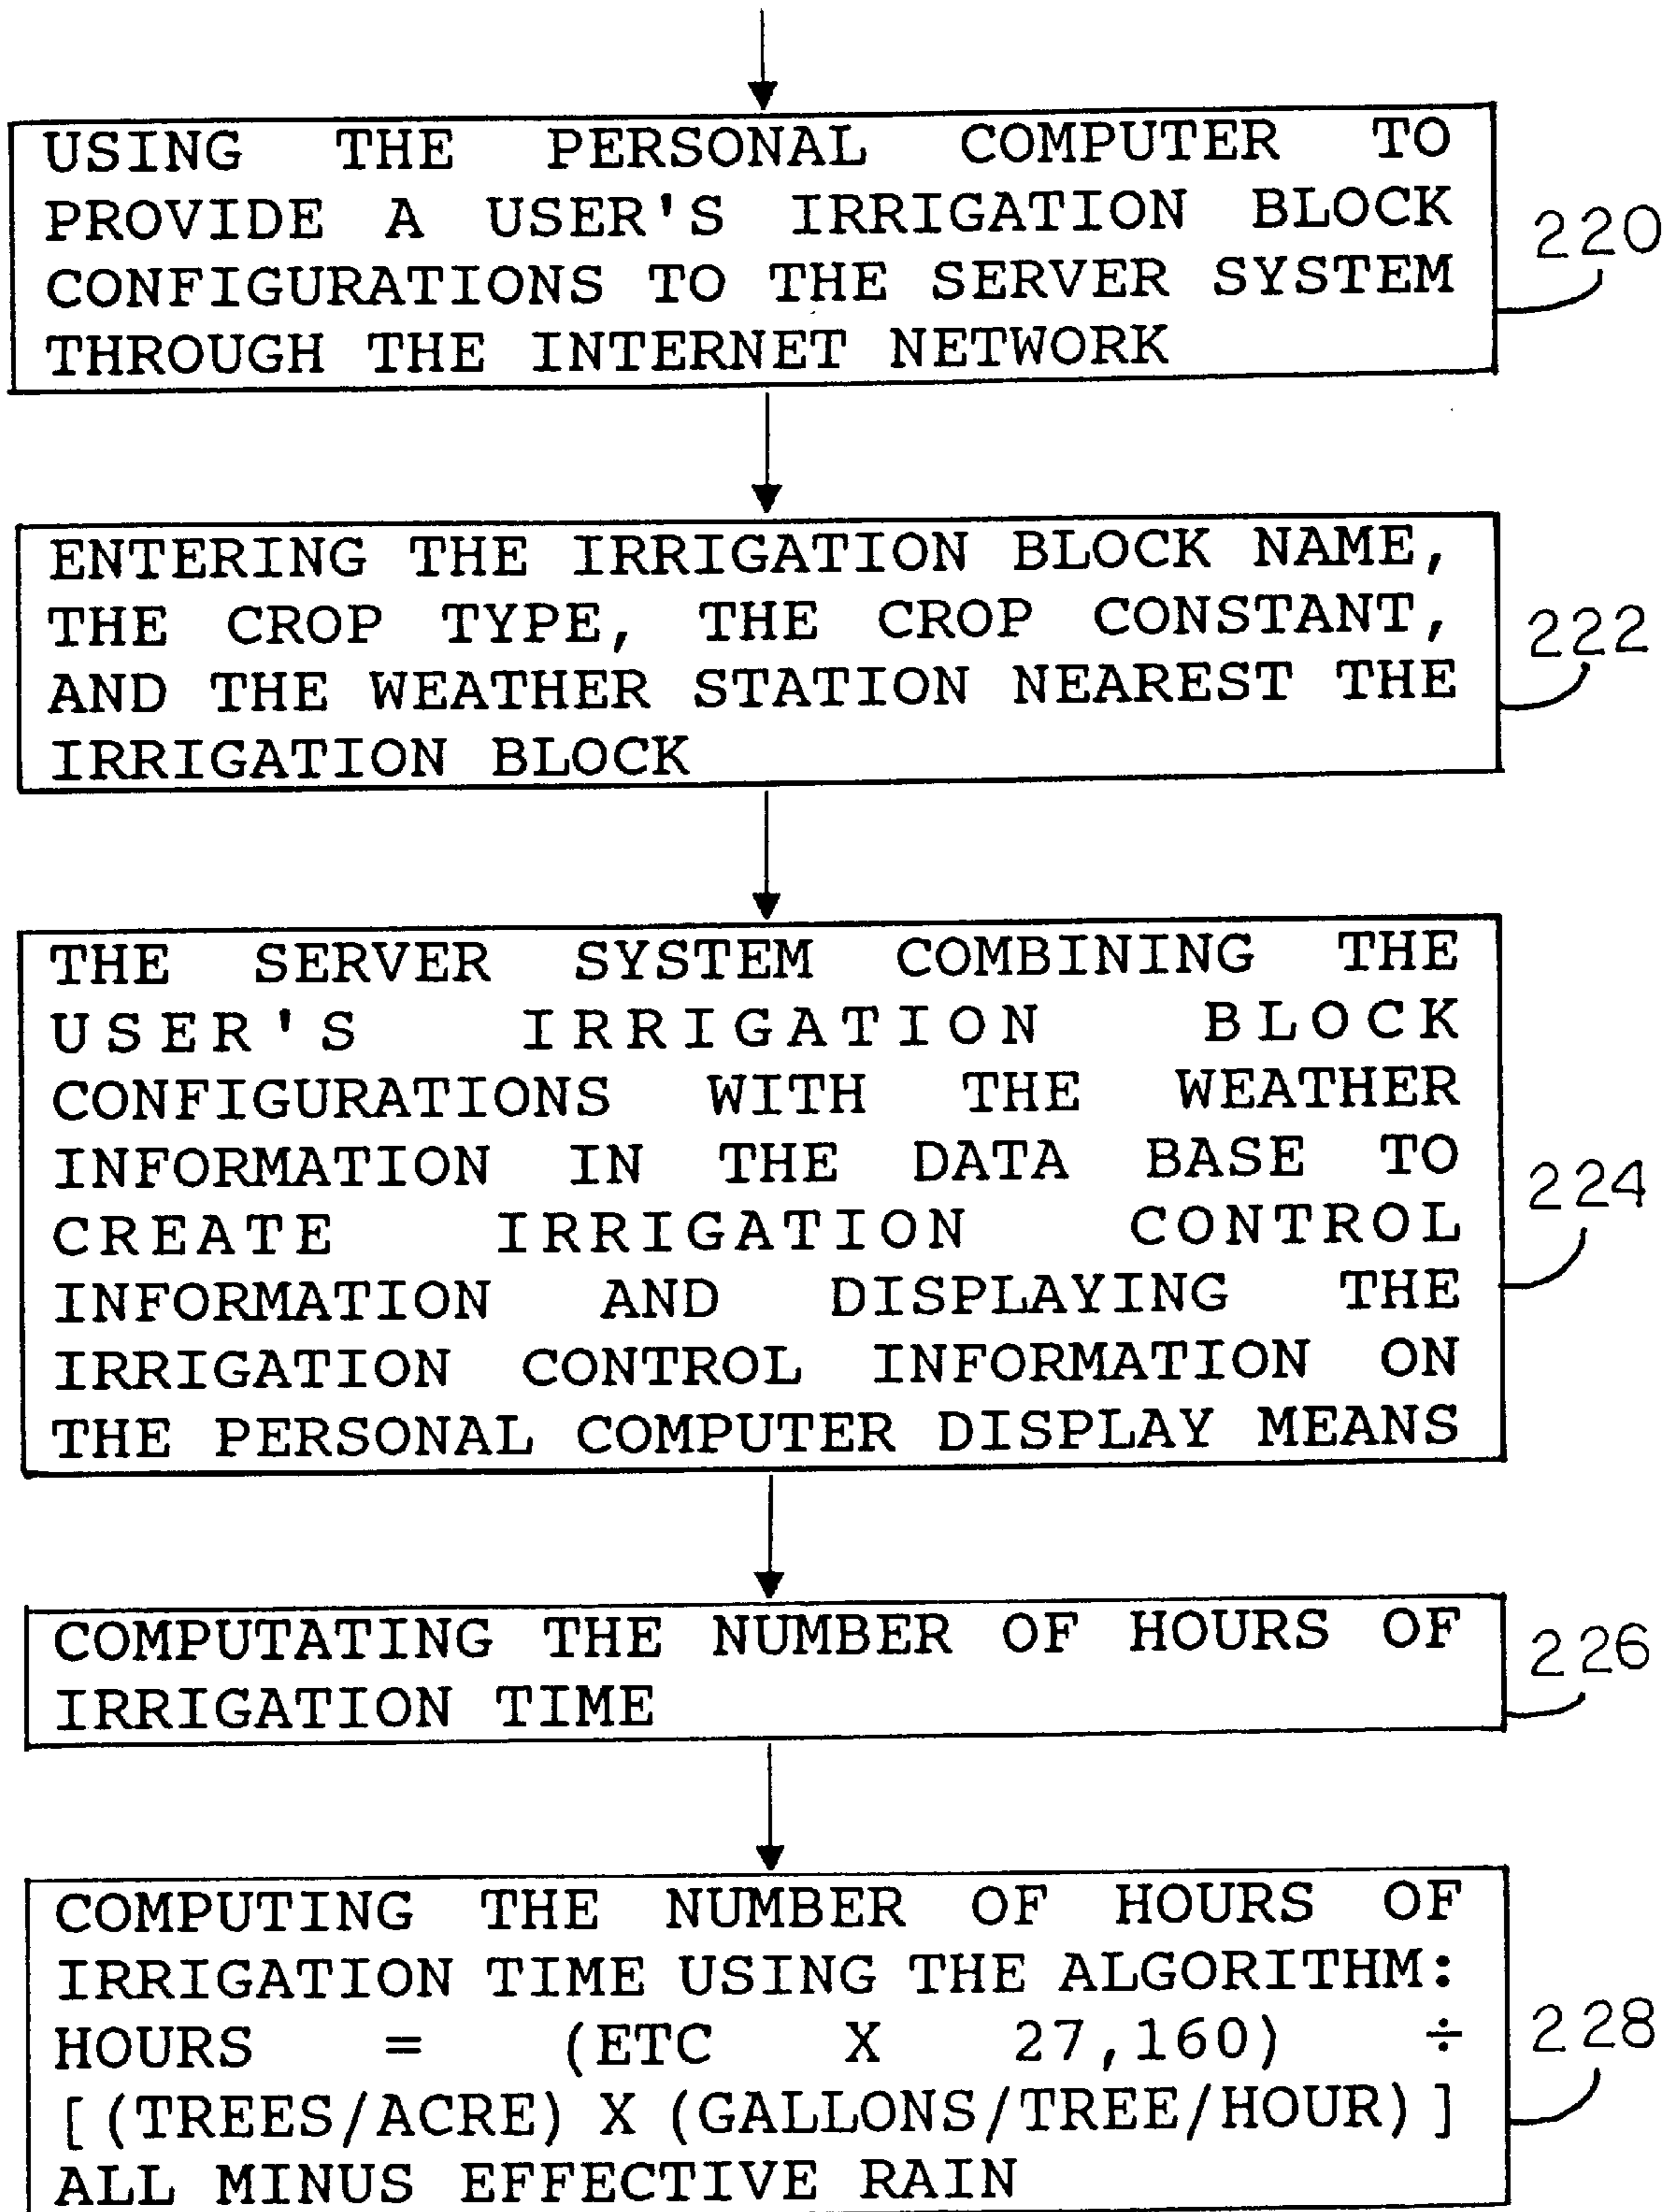 USING THE PERSONAL COMPUTER TO
PROVIDE A USER'S IRRIGATION BLOCK
CONFIGURATIONS TO THE SERVER SYSTEM
THROUGH THE INTERNET NETWORK
220
ENTERING THE IRRIGATION BLOCK NAME,
THE CROP TYPE, THE CROP CONSTANT,
AND THE WEATHER STATION NEAREST THE
IRRIGATION BLOCK
222
THE SERVER SYSTEM COMBINING THE
USER'S IRRIGATION BLOCK
CONFIGURATIONS WITH THE WEATHER
INFORMATION IN THE DATA BASE TO
CREATE IRRIGATION CONTROL
INFORMATION AND DISPLAYING THE
IRRIGATION CONTROL INFORMATION ON
THE PERSONAL COMPUTER DISPLAY MEANS
224
COMPUTATING THE NUMBER OF HOURS OF
IRRIGATION TIME
226
COMPUTING THE NUMBER OF HOURS OF
IRRIGATION TIME USING THE ALGORITHM:
HOURS = (ETC X 27,160) ÷
[(TREES/ACRE) X (GALLONS/TREE/HOUR)]
ALL MINUS EFFECTIVE RAIN
228